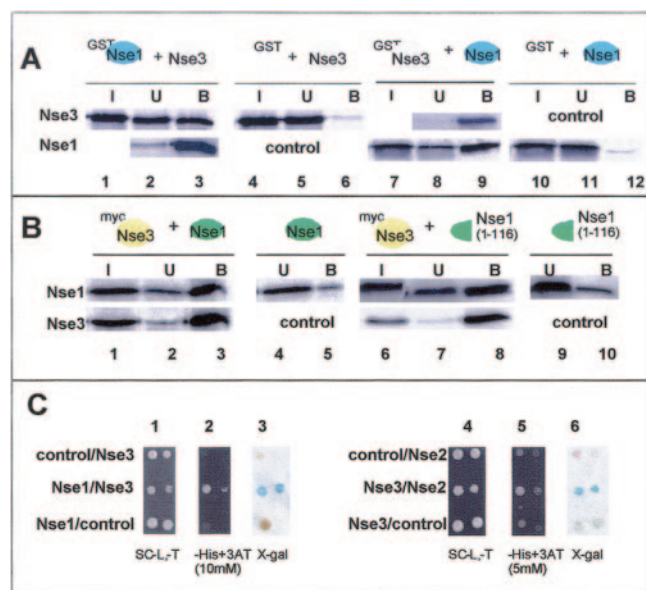 A
GST Nse1 + Nse3
GST + Nse3
GST Nse3 + Nse1
GST + Nse1
I U B I U B I U B I U B
Nse3
control
Nse1
control
1 2 3 4 5 6 7 8 9 10 11 12
B
myc Nse3 + Nse1
Nse1
myc Nse3 + Nse1 (1-116)
Nse1 (1-116)
I U B U B I U B U B
Nse1
Nse3
control
control
1 2 3 4 5 6 7 8 9 10
C
1 2 3 4 5 6
control/Nse3
control/Nse2
Nse1/Nse3
Nse3/Nse2
Nse1/control
Nse3/control
SC-L,-T -His+3AT (10mM) X-gal
SC-L,-T -His+3AT (5mM) X-gal